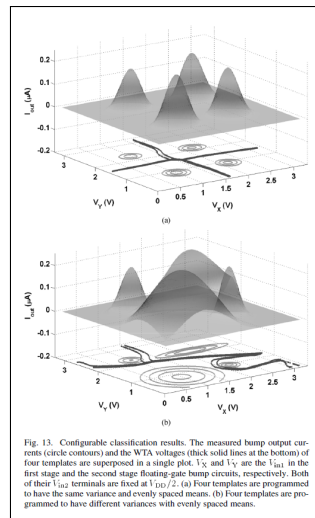 0.2
0.1
0
-0.1
-0.2
I_out (μA)
3
2
1
0
V_Y (V)
0.5
1
1.5
2
2.5
3
V_X (V)
(a)
0.2
0.1
0
-0.1
-0.2
I_out (μA)
3
2
1
0
V_Y (V)
0.5
1
1.5
2
2.5
3
V_X (V)
(b)
Fig. 13. Configurable classification results. The measured bump output cur-
rents (circle contours) and the WTA voltages (thick solid lines at the bottom) of
four templates are superposed in a single plot. V_X and V_Y are the V_in1 in the
first stage and the second stage floating-gate bump circuits, respectively. Both
of their V_in2 terminals are fixed at V_DD/2. (a) Four templates are programmed
to have the same variance and evenly spaced means. (b) Four templates are pro-
grammed to have different variances with evenly spaced means.